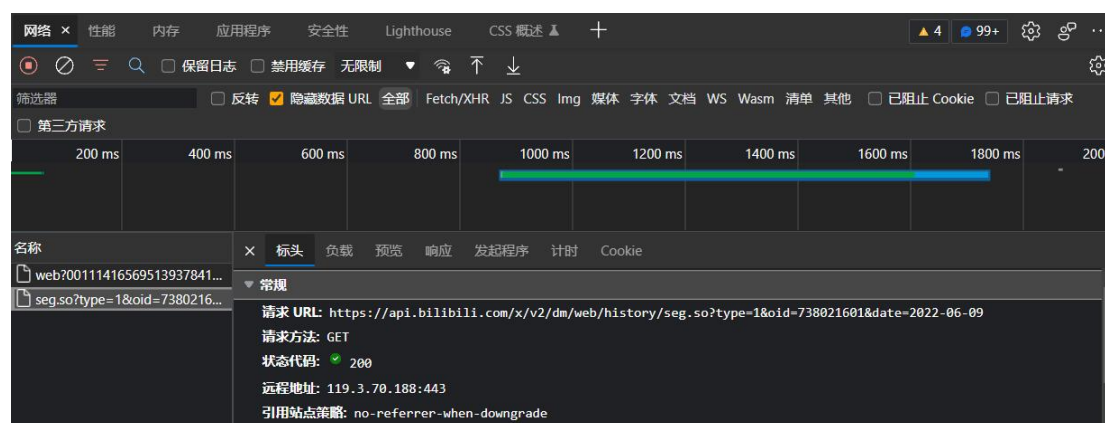 网络 × 性能 内存 应用程序 安全性 Lighthouse CSS 概述 + 4 99+
保留日志 禁用缓存 无限制
筛选器 反转 隐藏数据 URL 全部 Fetch/XHR JS CSS Img 媒体 字体 文档 WS Wasm 清单 其他 已阻止 Cookie 已阻止请求
第三方请求
200 ms 400 ms 600 ms 800 ms 1000 ms 1200 ms 1400 ms 1600 ms 1800 ms 200
名称 × 标头 负载 预览 响应 发起程序 计时 Cookie
web?00111416569513937841...
常规
seg.so?type=1&oid=7380216...
请求 URL: https://api.bilibili.com/x/v2/dm/web/history/seg.so?type=1&oid=738021601&date=2022-06-09
请求方法: GET
状态代码: 200
远程地址: 119.3.70.188:443
引用站点策略: no-referrer-when-downgrade